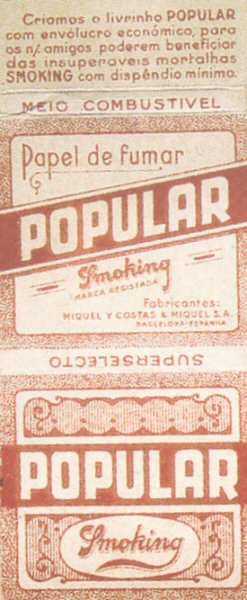 Criamos o livrinho POPULAR
com envólucro económico, para
os n/. amigos poderem beneficiar
das insuperaveis mortalhas
SMOKING com dispêndio mínimo.
MEIO COMBUSTIVEL
Papel de fumar
POPULAR
Smoking
MARCA REGISTADA
Fabricantes:
MIQUEL Y COSTAS & MIQUEL S.A.
BARCELONA-ESPANHA
SUPERSELECTO
POPULAR
Smoking